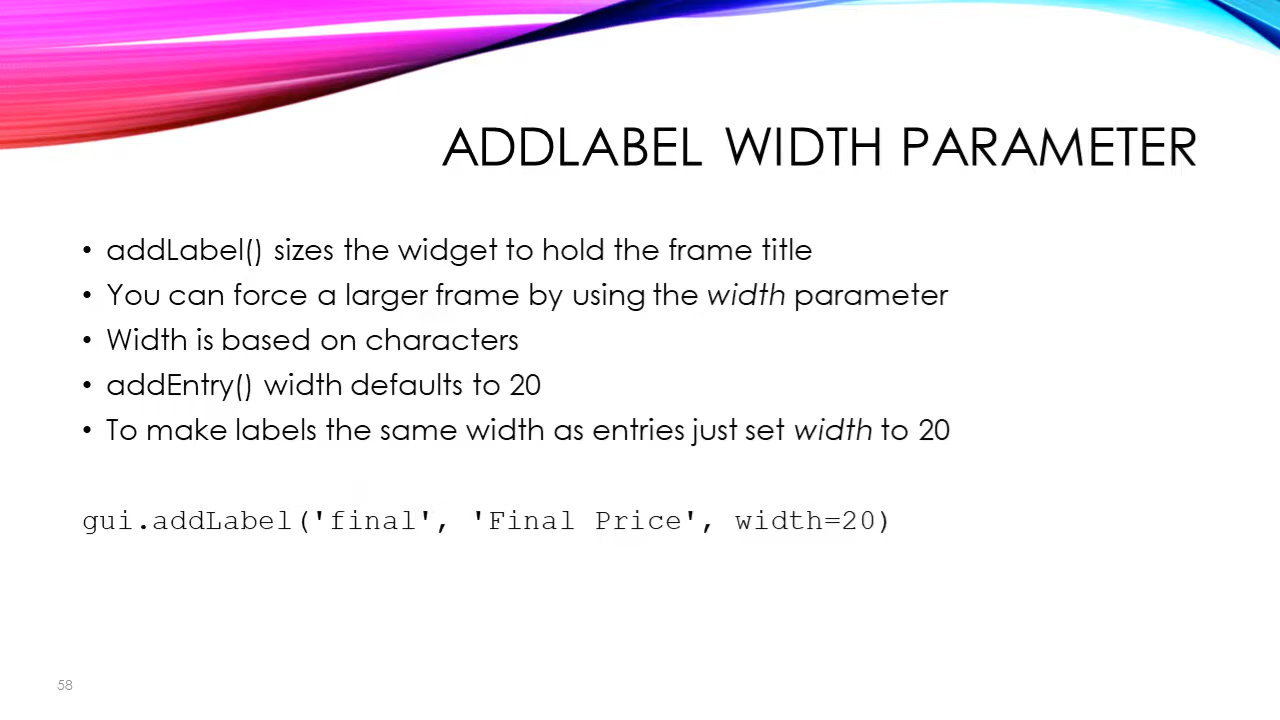 ADDLABEL WIDTH PARAMETER
• addLabel() sizes the widget to hold the frame title
• You can force a larger frame by using the width parameter
• Width is based on characters
• addEntry() width defaults to 20
• To make labels the same width as entries just set width to 20
gui.addLabel('final', 'Final Price', width=20)
58